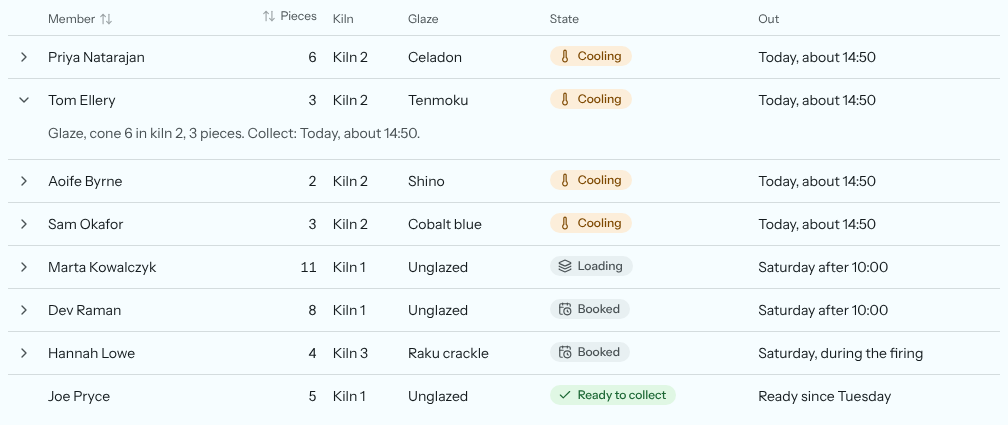 Member Pieces Kiln Glaze State Out
Priya Natarajan 6 Kiln 2 Celadon Cooling Today, about 14:50
Tom Ellery 3 Kiln 2 Tenmoku Cooling Today, about 14:50
Glaze, cone 6 in kiln 2, 3 pieces. Collect: Today, about 14:50.
Aoife Byrne 2 Kiln 2 Shino Cooling Today, about 14:50
Sam Okafor 3 Kiln 2 Cobalt blue Cooling Today, about 14:50
Marta Kowalczyk 11 Kiln 1 Unglazed Loading Saturday after 10:00
Dev Raman 8 Kiln 1 Unglazed Booked Saturday after 10:00
Hannah Lowe 4 Kiln 3 Raku crackle Booked Saturday, during the firing
Joe Pryce 5 Kiln 1 Unglazed Ready to collect Ready since Tuesday